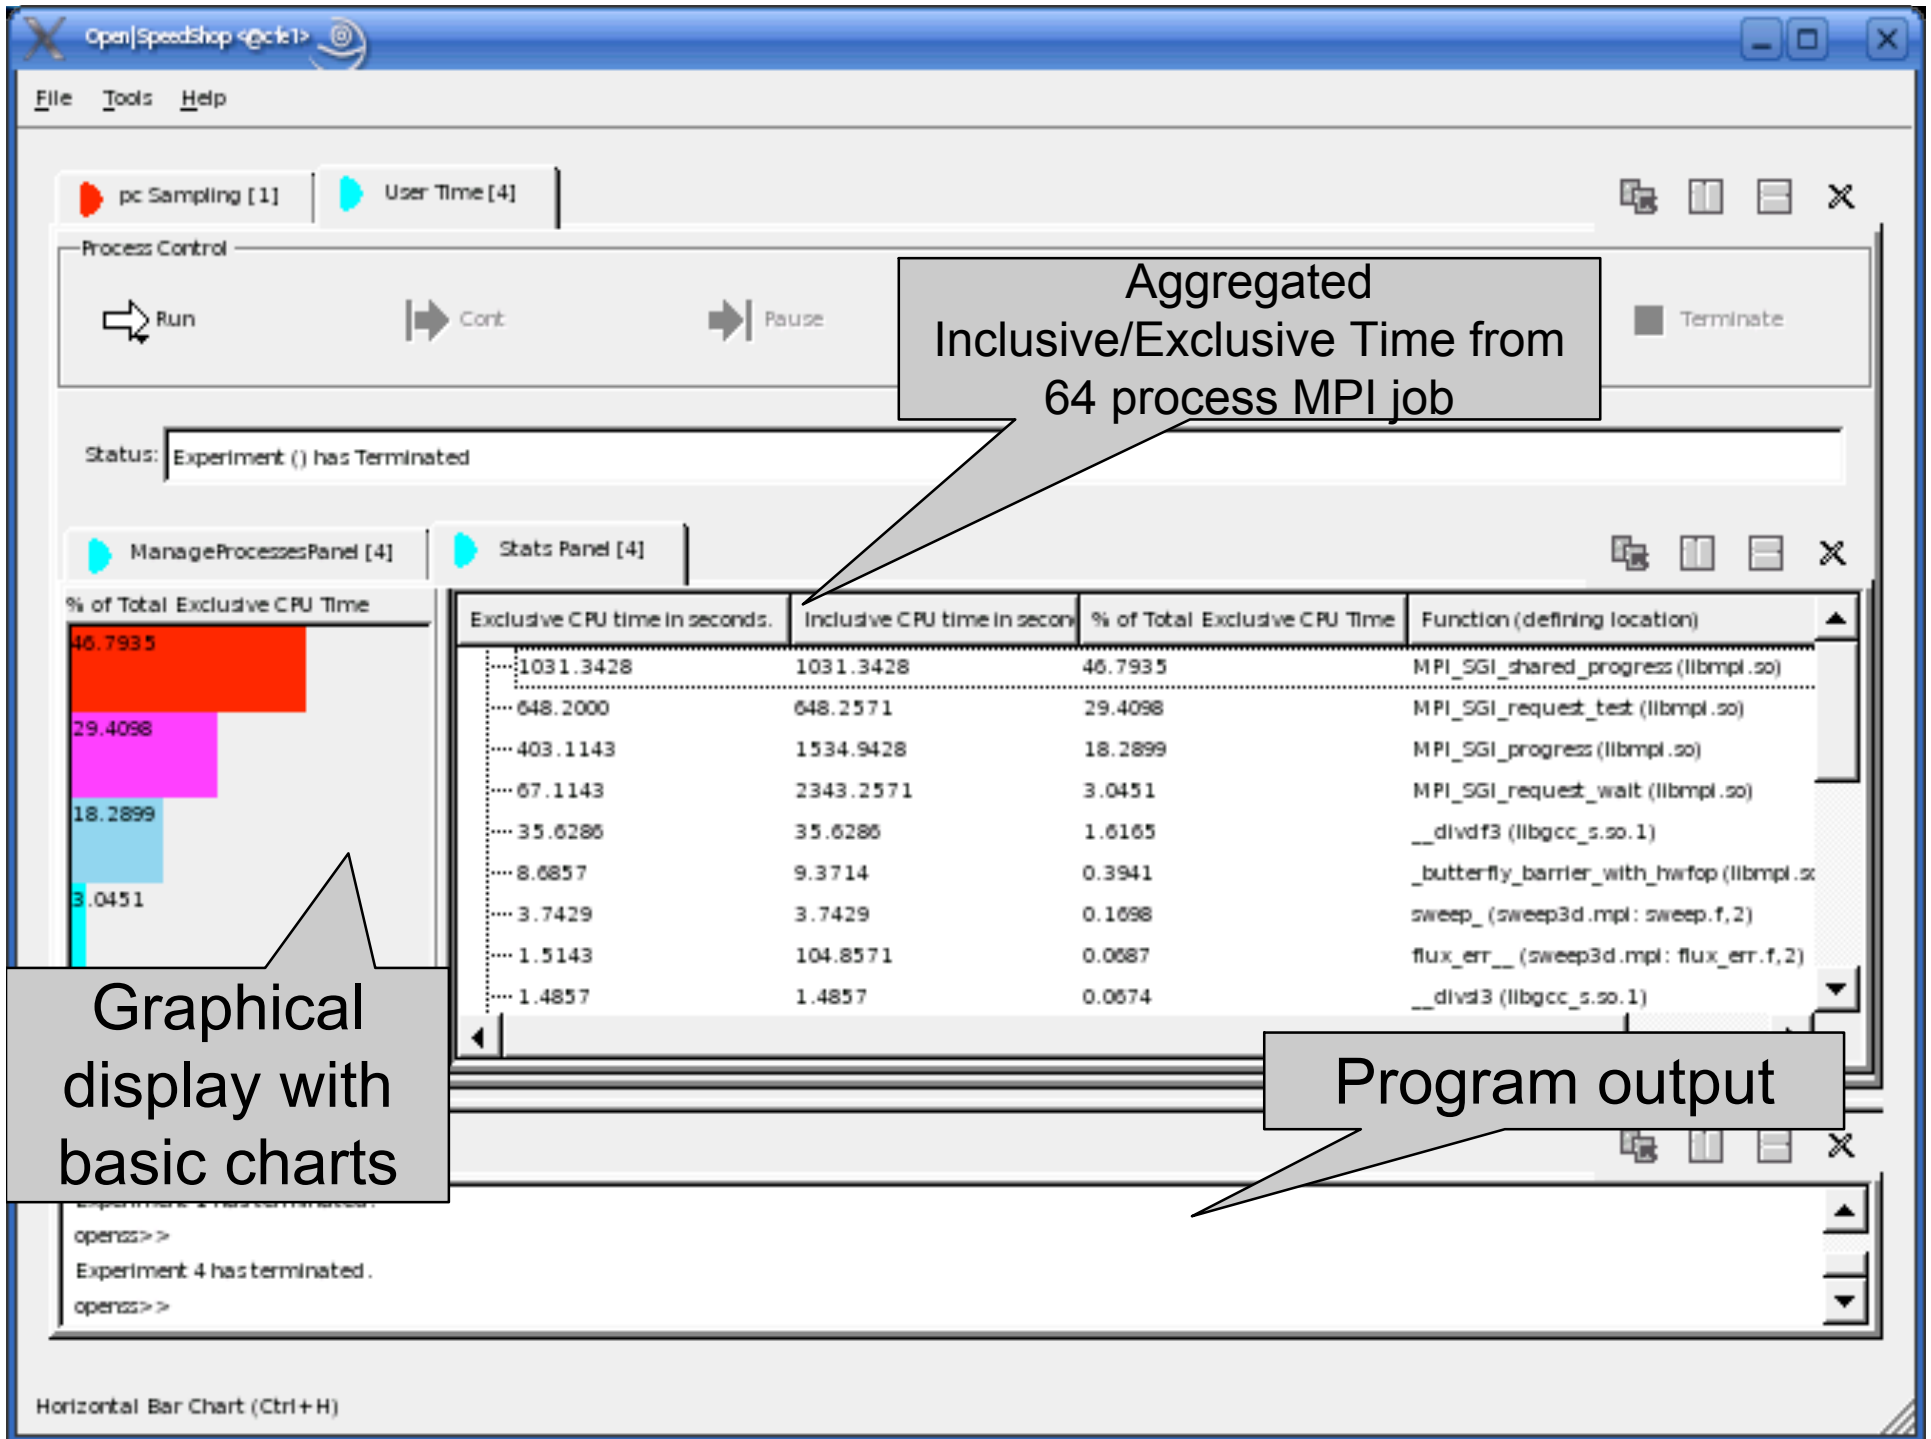 Open|SpeedShop <@cfe1>
File Tools Help
pc Sampling [1] User Time [4]
Process Control
Run Cont Pause Terminate
Aggregated
Inclusive/Exclusive Time from
64 process MPI job
Status: Experiment () has Terminated
ManageProcessesPanel [4] Stats Panel [4]
% of Total Exclusive CPU Time
46.7935
29.4098
18.2899
3.0451
Exclusive CPU time in seconds. Inclusive CPU time in secon % of Total Exclusive CPU Time Function (defining location)
1031.3428 1031.3428 46.7935 MPI_SGI_shared_progress (libmpi.so)
648.2000 648.2571 29.4098 MPI_SGI_request_test (libmpi.so)
403.1143 1534.9428 18.2899 MPI_SGI_progress (libmpi.so)
67.1143 2343.2571 3.0451 MPI_SGI_request_wait (libmpi.so)
35.6286 35.6286 1.6165 __divdf3 (libgcc_s.so.1)
8.6857 9.3714 0.3941 _butterfly_barrier_with_hwfop (libmpi.so
3.7429 3.7429 0.1698 sweep_ (sweep3d.mpi: sweep.f,2)
1.5143 104.8571 0.0687 flux_err__ (sweep3d.mpi: flux_err.f,2)
1.4857 1.4857 0.0674 __divsi3 (libgcc_s.so.1)
Graphical
display with
basic charts
Program output
Experiment 1 has terminated.
openss>>
Experiment 4 has terminated.
openss>>
Horizontal Bar Chart (Ctrl+H)